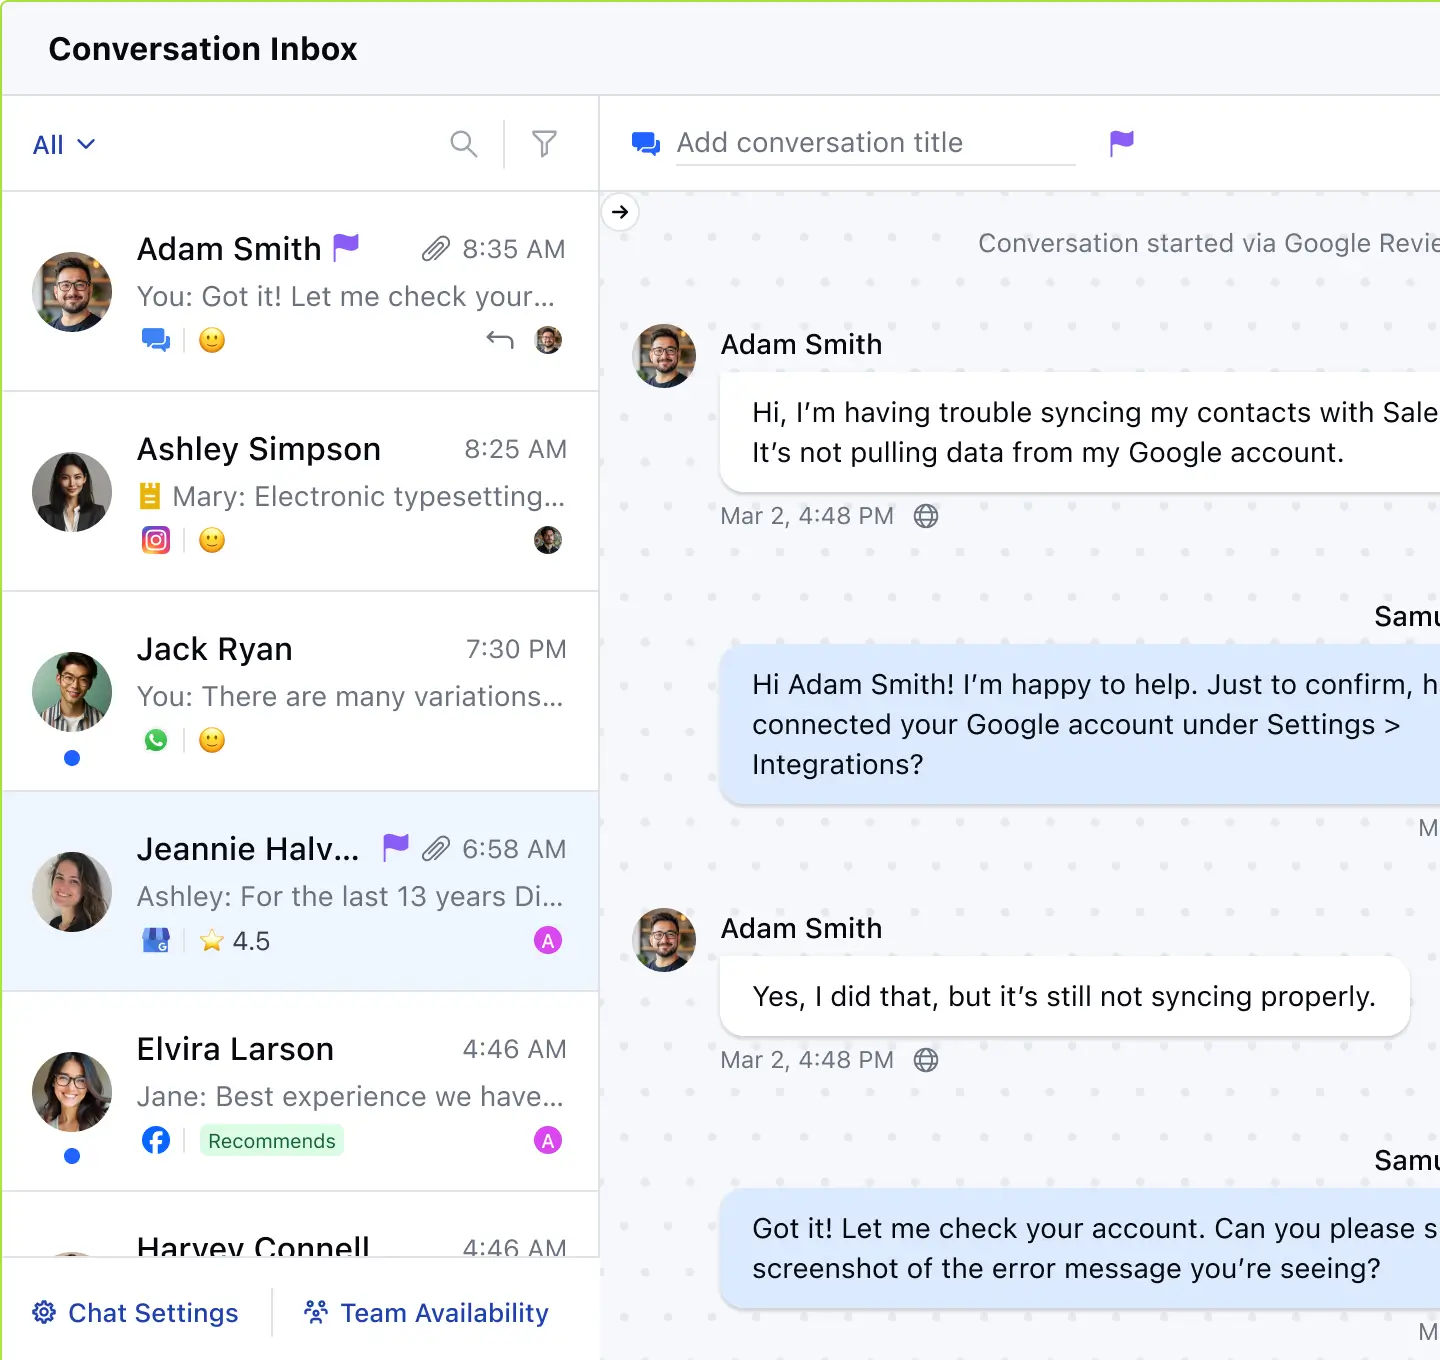 Conversation Inbox
All
Adam Smith
8:35 AM
You: Got it! Let me check your...
Ashley Simpson
8:25 AM
Mary: Electronic typesetting...
Jack Ryan
7:30 PM
You: There are many variations...
Jeannie Halv...
6:58 AM
Ashley: For the last 13 years Di...
G
4.5
A
Elvira Larson
4:46 AM
Jane: Best experience we have...
Recommends
A
Harvey Connell
4:46 AM
Chat Settings
Team Availability
Add conversation title
Conversation started via Google Revie
Adam Smith
Hi, I’m having trouble syncing my contacts with Sale
It’s not pulling data from my Google account.
Mar 2, 4:48 PM
Samu
Hi Adam Smith! I’m happy to help. Just to confirm, h
connected your Google account under Settings >
Integrations?
M
Adam Smith
Yes, I did that, but it’s still not syncing properly.
Mar 2, 4:48 PM
Samu
Got it! Let me check your account. Can you please s
screenshot of the error message you’re seeing?
M